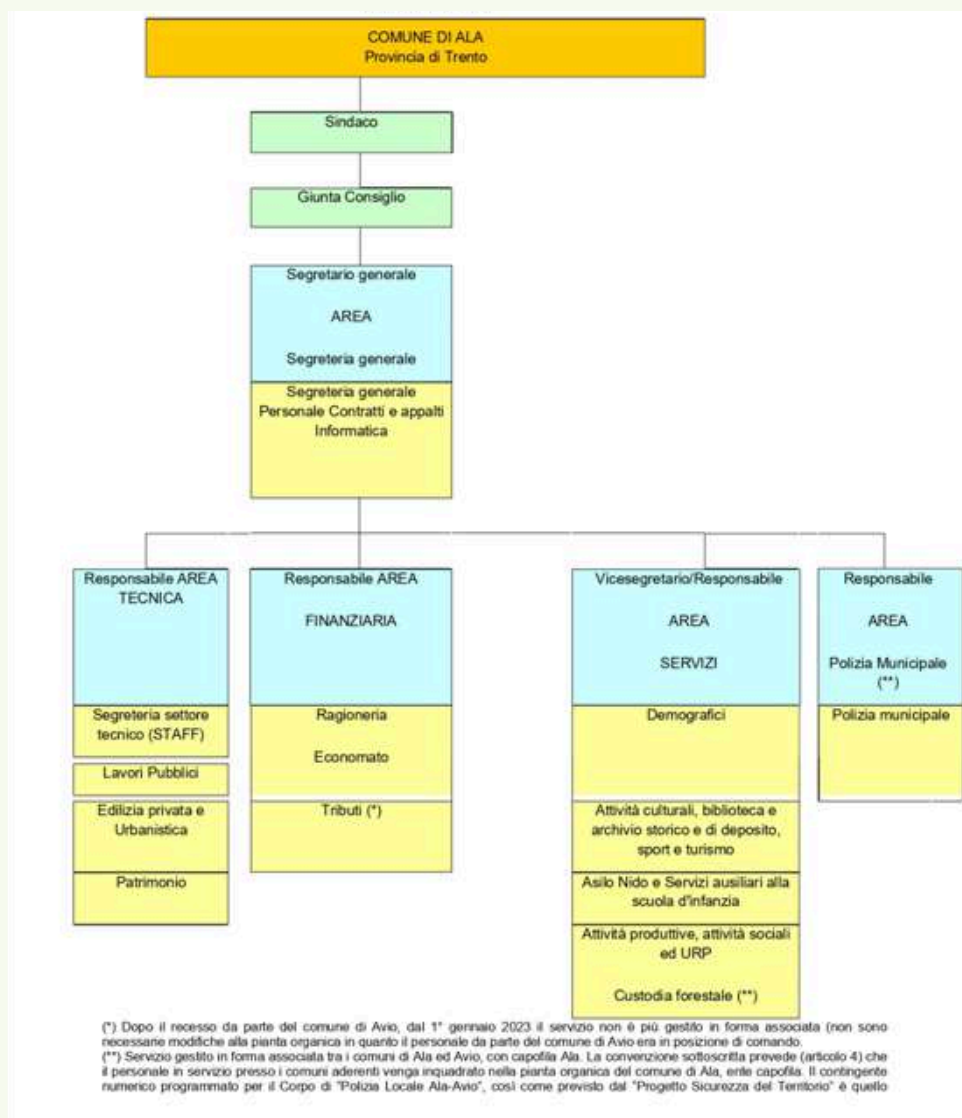 COMUNE DI ALA
Provincia di Trento
Sindaco
Giunta Consiglio
Segretario generale
AREA
Segreteria generale
Segreteria generale
Personale Contratti e appalti
Informatica
Responsabile AREA
TECNICA
Segreteria settore
tecnico (STAFF)
Lavori Pubblici
Edilizia privata e
Urbanistica
Patrimonio
Responsabile AREA
FINANZIARIA
Ragioneria
Economato
Tributi (*)
Vicesegretario/Responsabile
AREA
SERVIZI
Demografici
Attività culturali, biblioteca e
archivio storico e di deposito,
sport e turismo
Asilo Nido e Servizi ausiliari alla
scuola d'infanzia
Attività produttive, attività sociali
ed URP
Custodia forestale (**)
Responsabile
AREA
Polizia Municipale
(**)
Polizia municipale
(*) Dopo il recesso da parte del comune di Avio, dal 1° gennaio 2023 il servizio non è più gestito in forma associata (non sono
necessarie modifiche alla pianta organica in quanto il personale da parte del comune di Avio era in posizione di comando.
(**) Servizio gestito in forma associata tra i comuni di Ala ed Avio, con capofila Ala. La convenzione sottoscritta prevede (articolo 4) che
il personale in servizio presso i comuni aderenti venga inquadrato nella pianta organica del comune di Ala, ente capofila. Il contingente
numerico programmato per il Corpo di "Polizia Locale Ala-Avio", così come previsto dal "Progetto Sicurezza del Territorio" è quello